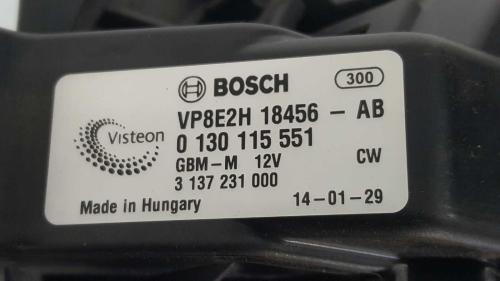 BOSCH 300
VP8E2H 18456 - AB
Visteon 0 130 115 551
GBM-M 12V CW
3 137 231 000
Made in Hungary 14-01-29